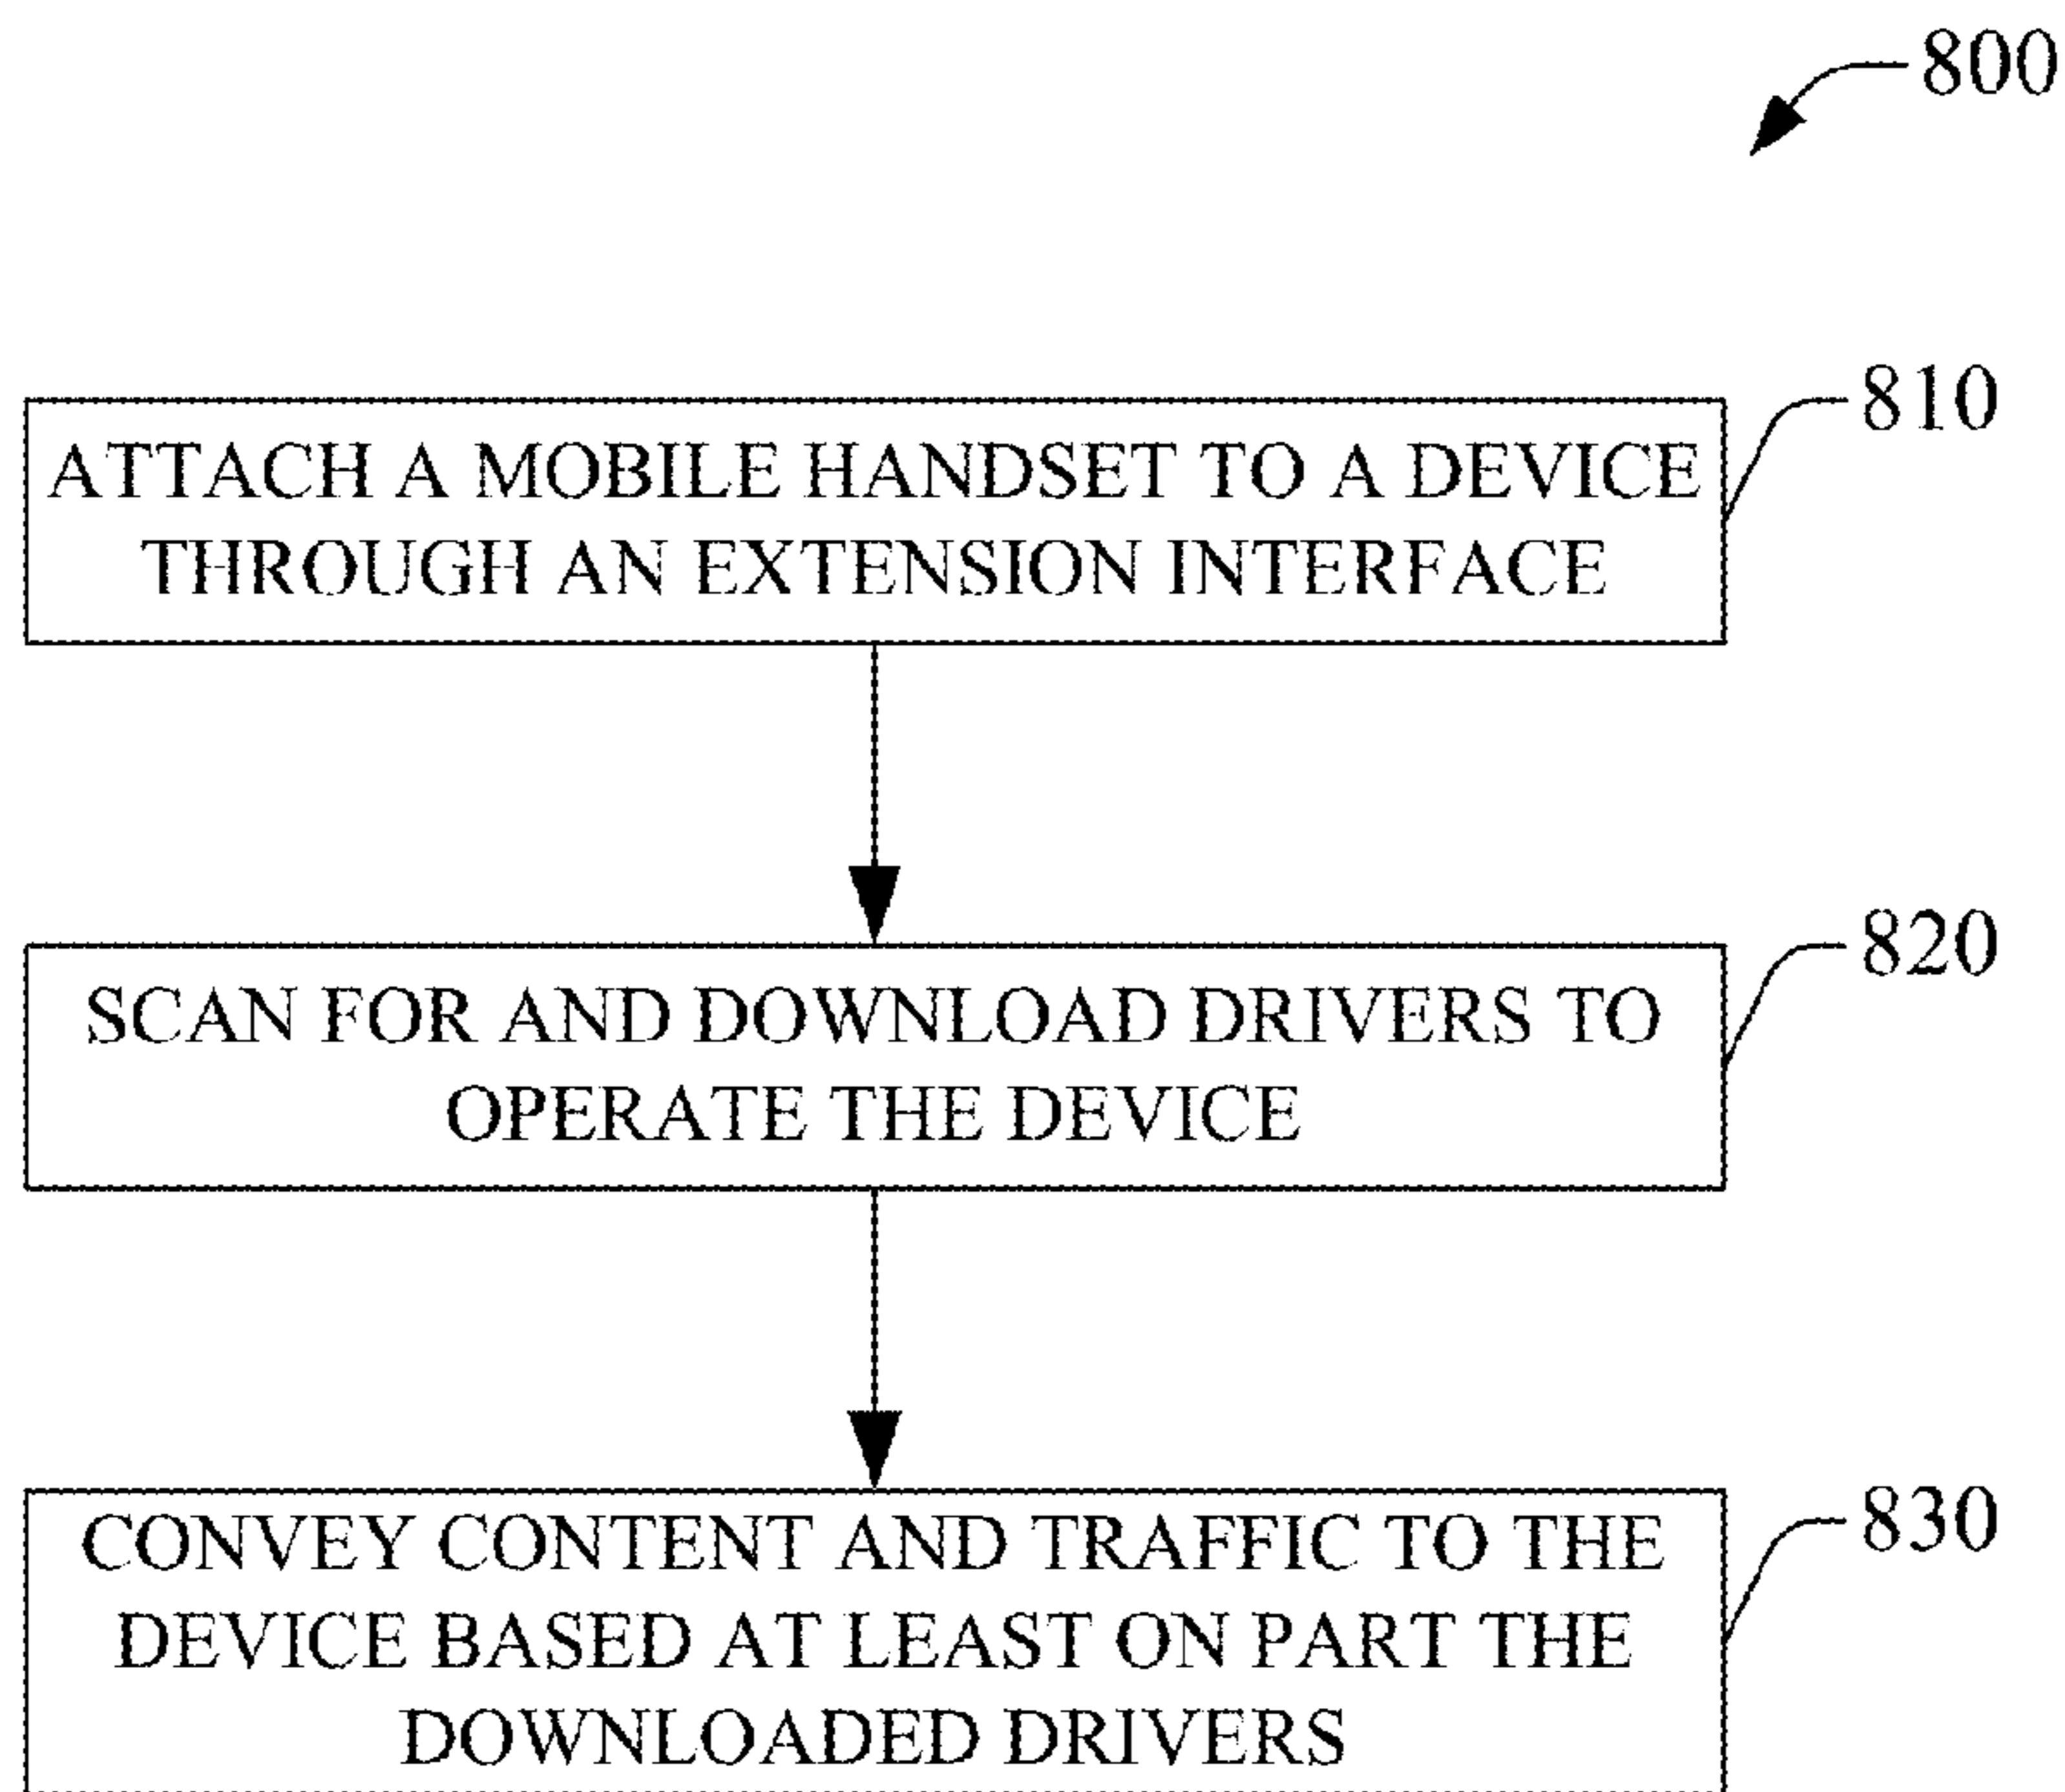 800
810
ATTACH A MOBILE HANDSET TO A DEVICE
THROUGH AN EXTENSION INTERFACE
820
SCAN FOR AND DOWNLOAD DRIVERS TO
OPERATE THE DEVICE
830
CONVEY CONTENT AND TRAFFIC TO THE
DEVICE BASED AT LEAST ON PART THE
DOWNLOADED DRIVERS